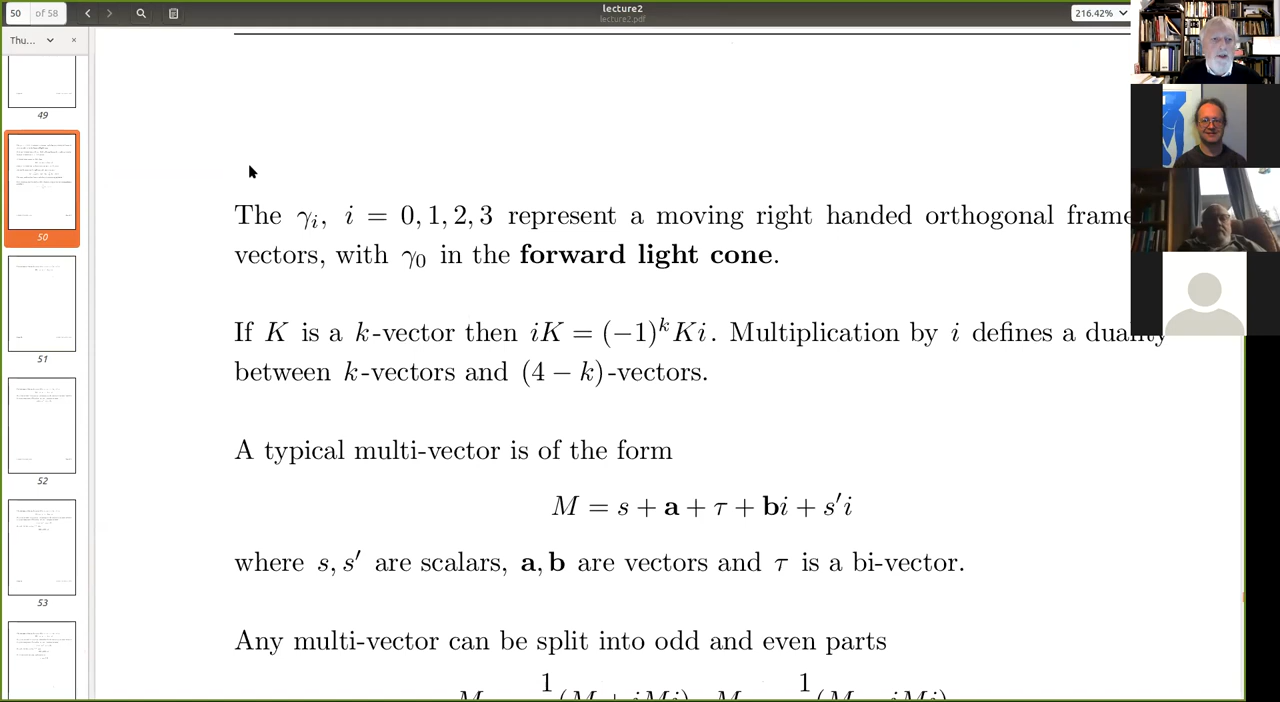 50 of 58
lecture2
lecture2.pdf
216.42%
Thu...
49
50
51
52
53
The γ_i, i = 0, 1, 2, 3 represent a moving right handed orthogonal frame
vectors, with γ_0 in the forward light cone.
If K is a k-vector then iK = (−1)^k Ki. Multiplication by i defines a duality
between k-vectors and (4 − k)-vectors.
A typical multi-vector is of the form
M = s + a + τ + bi + s′i
where s, s′ are scalars, a, b are vectors and τ is a bi-vector.
Any multi-vector can be split into odd and even parts